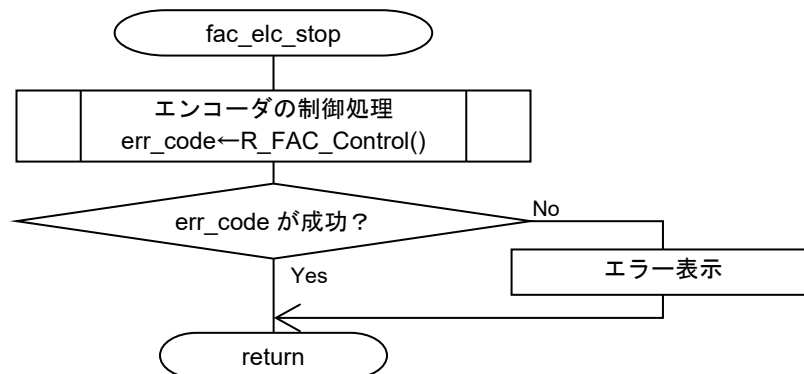 fac_elc_stop
エンコーダの制御処理
err_code←R_FAC_Control()
err_code が成功？
No
エラー表示
Yes
return